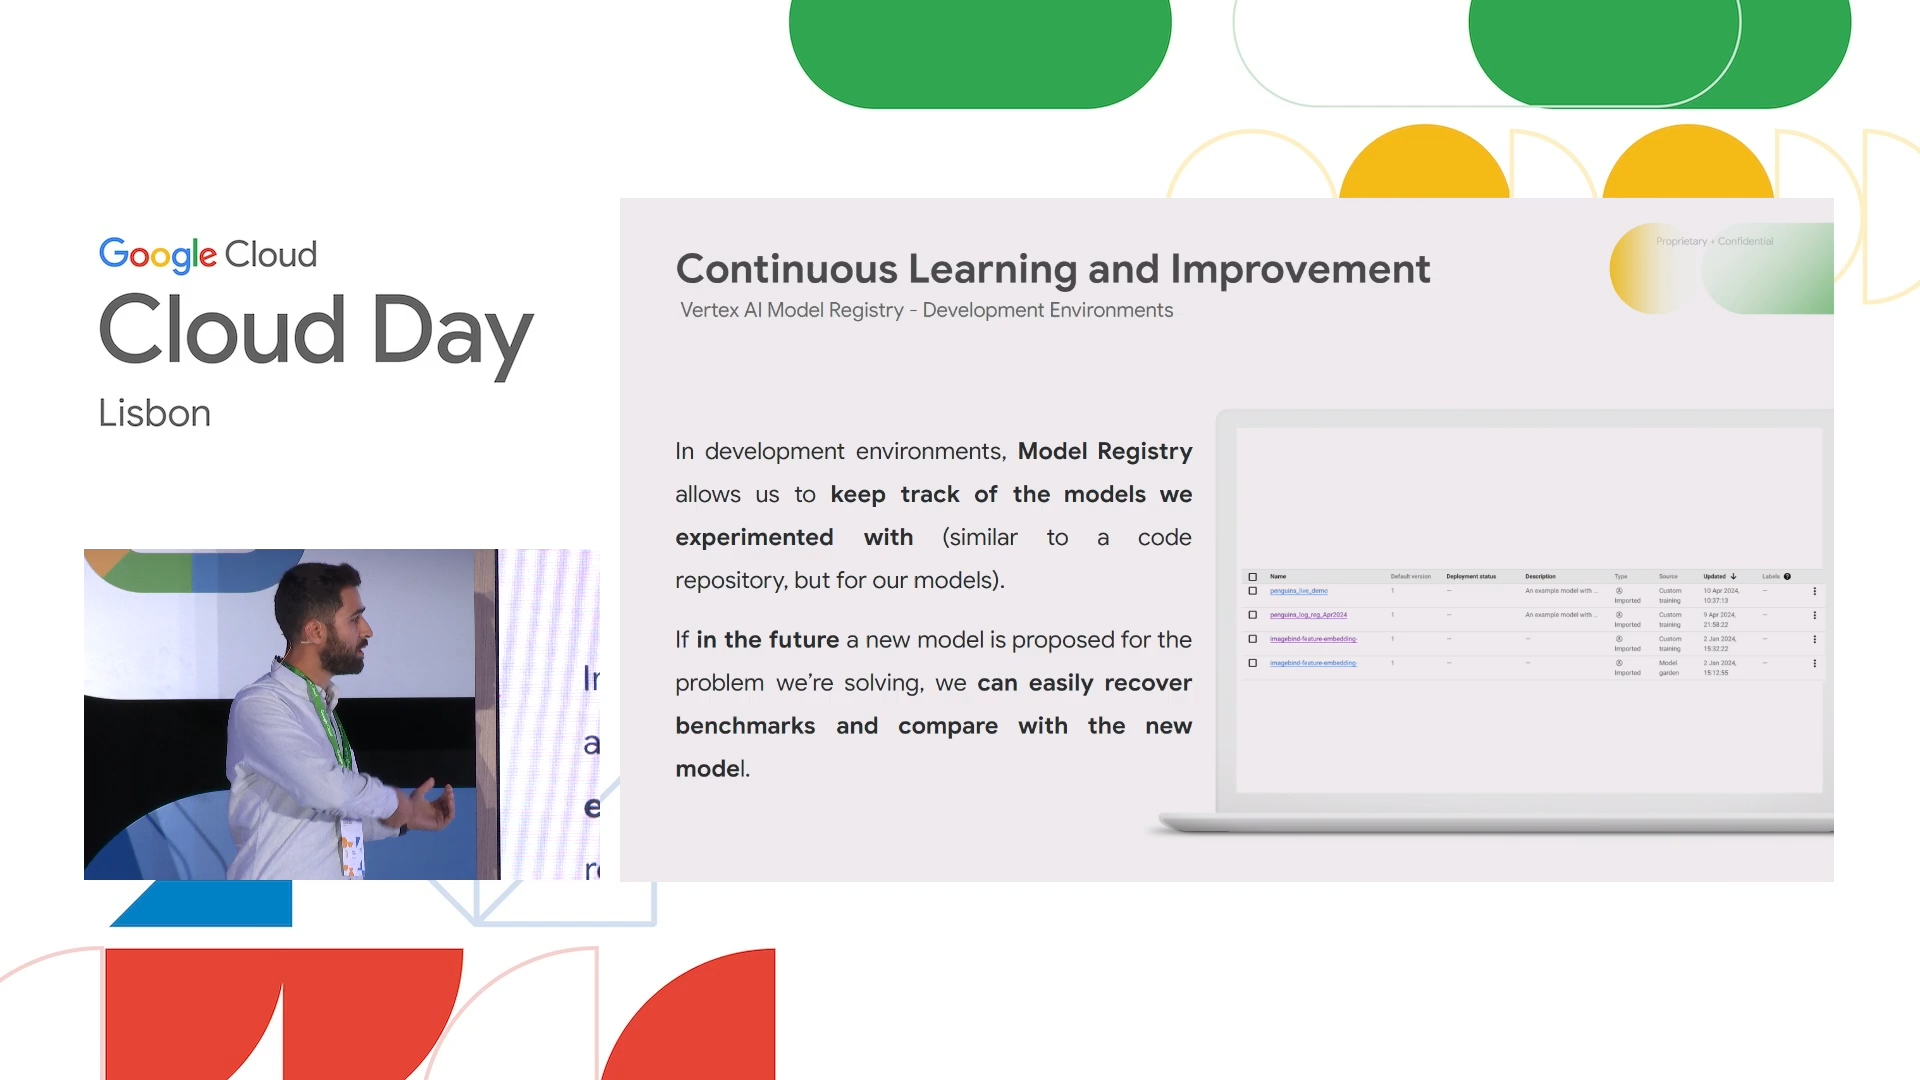 Google Cloud
Cloud Day
Lisbon
Proprietary + Confidential
Continuous Learning and Improvement
Vertex AI Model Registry - Development Environments
In development environments, Model Registry
allows us to keep track of the models we
experimented with (similar to a code
repository, but for our models).
If in the future a new model is proposed for the
problem we're solving, we can easily recover
benchmarks and compare with the new
model.
Name Default version Deployment status Description Type Source Updated Labels
penguins_live_demo 1 — An example model with ... Imported Custom training 10 Apr 2024, 10:37:13 —
penguins_log_reg_Apr2024 1 — An example model with ... Imported Custom training 9 Apr 2024, 21:58:22 —
imagebind-feature-embedding- 1 — — Imported Custom training 2 Jan 2024, 15:32:22 —
imagebind-feature-embedding- 1 — — Imported Model garden 2 Jan 2024, 15:12:55 —